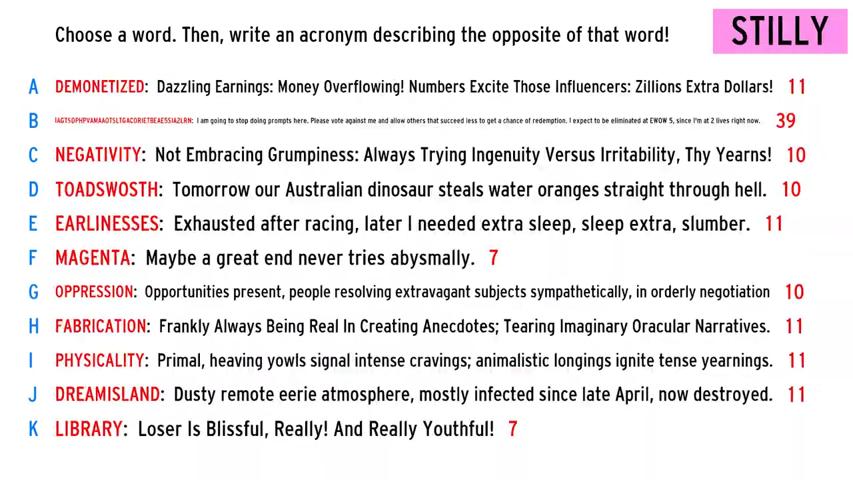 Choose a word. Then, write an acronym describing the opposite of that word! STILLY
A DEMONETIZED: Dazzling Earnings: Money Overflowing! Numbers Excite Those Influencers: Zillions Extra Dollars! 11
B IAGTSDPHPVAMAAOTSLTGACORIETBEAE5SIA2LRN: I am going to stop doing prompts here. Please vote against me and allow others that succeed less to get a chance of redemption. I expect to be eliminated at EWOW 5, since I'm at 2 lives right now. 39
C NEGATIVITY: Not Embracing Grumpiness: Always Trying Ingenuity Versus Irritability, Thy Yearns! 10
D TOADSWOSTH: Tomorrow our Australian dinosaur steals water oranges straight through hell. 10
E EARLINESSES: Exhausted after racing, later I needed extra sleep, sleep extra, slumber. 11
F MAGENTA: Maybe a great end never tries abysmally. 7
G OPPRESSION: Opportunities present, people resolving extravagant subjects sympathetically, in orderly negotiation 10
H FABRICATION: Frankly Always Being Real In Creating Anecdotes; Tearing Imaginary Oracular Narratives. 11
I PHYSICALITY: Primal, heaving yowls signal intense cravings; animalistic longings ignite tense yearnings. 11
J DREAMISLAND: Dusty remote eerie atmosphere, mostly infected since late April, now destroyed. 11
K LIBRARY: Loser Is Blissful, Really! And Really Youthful! 7